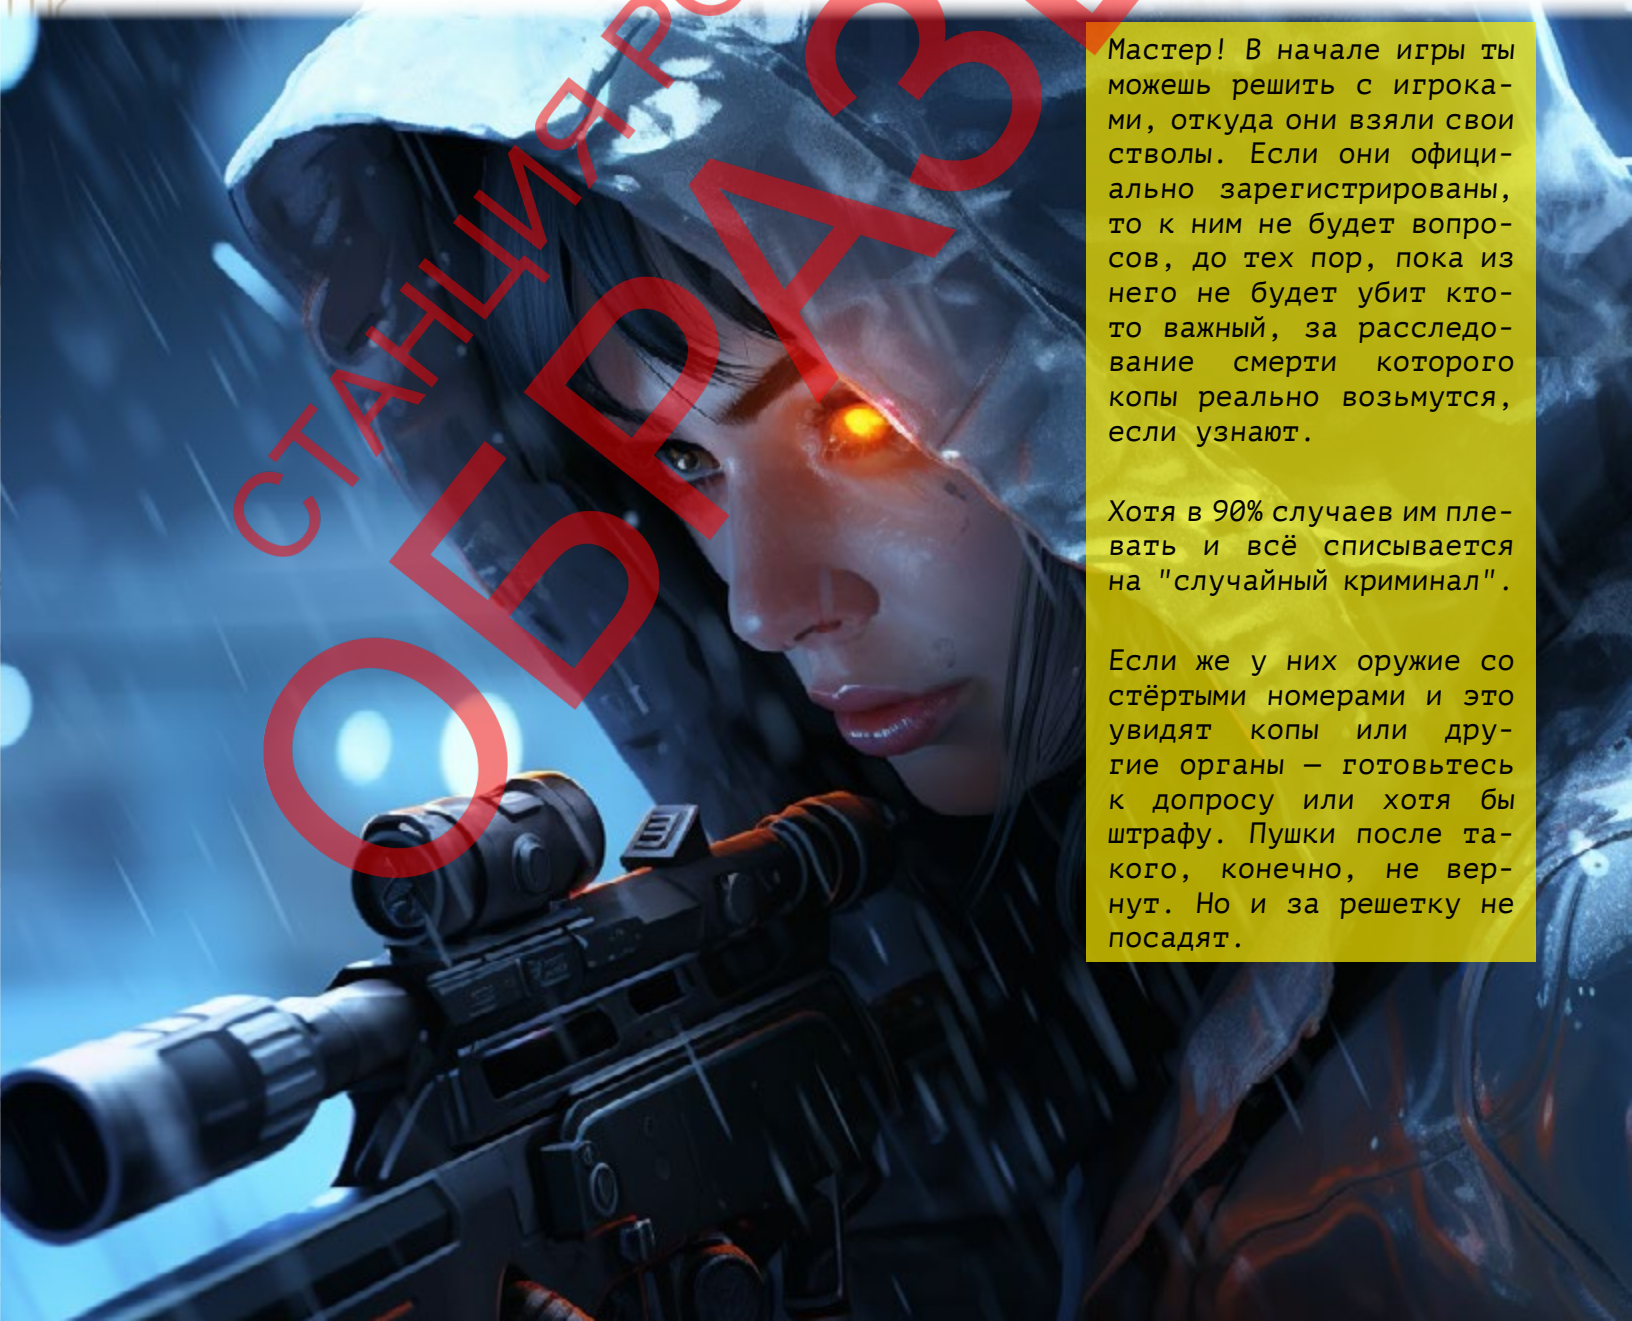 СТАНЦИЯ
Мастер! В начале игры ты
можешь решить с игрока-
ми, откуда они взяли свои
стволы. Если они офици-
ально зарегистрированы,
то к ним не будет вопро-
сов, до тех пор, пока из
него не будет убит кто-
то важный, за расследо-
вание смерти которого
копы реально возьмутся,
если узнают.
Хотя в 90% случаев им пле-
вать и всё списывается
на "случайный криминал".
Если же у них оружие со
стёртыми номерами и это
увидят копы или дру-
гие органы — готовьтесь
к допросу или хотя бы
штрафу. Пушки после та-
кого, конечно, не вер-
нут. Но и за решетку не
посадят.